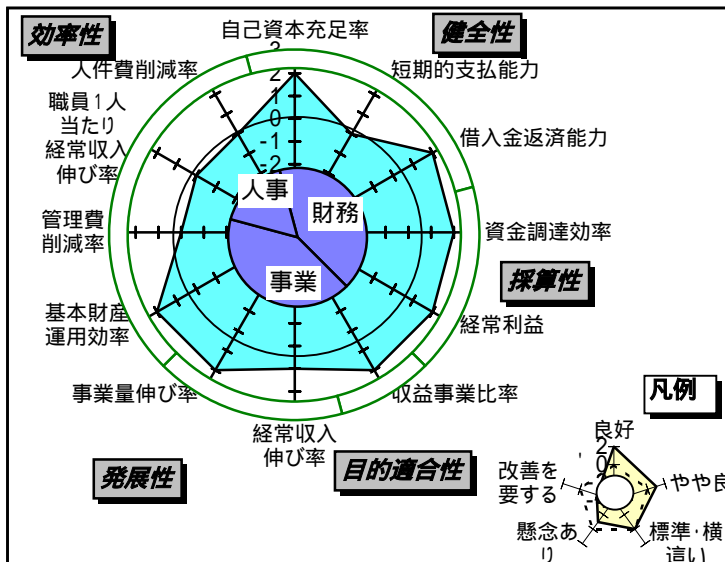 効率性
自己資本充足率
健全性
人件費削減率
短期的支払能力
3
2
1
0
-1
-2
職員1人
当たり
経常収入
伸び率
借入金返済能力
人事
財務
管理費
削減率
資金調達効率
事業
採算性
基本財産
運用効率
経常利益
事業量伸び率
収益事業比率
経常収入
伸び率
凡例
発展性
目的適合性
良好
2
0
改善を
要する
やや良
懸念あ
り
標準・横
這い